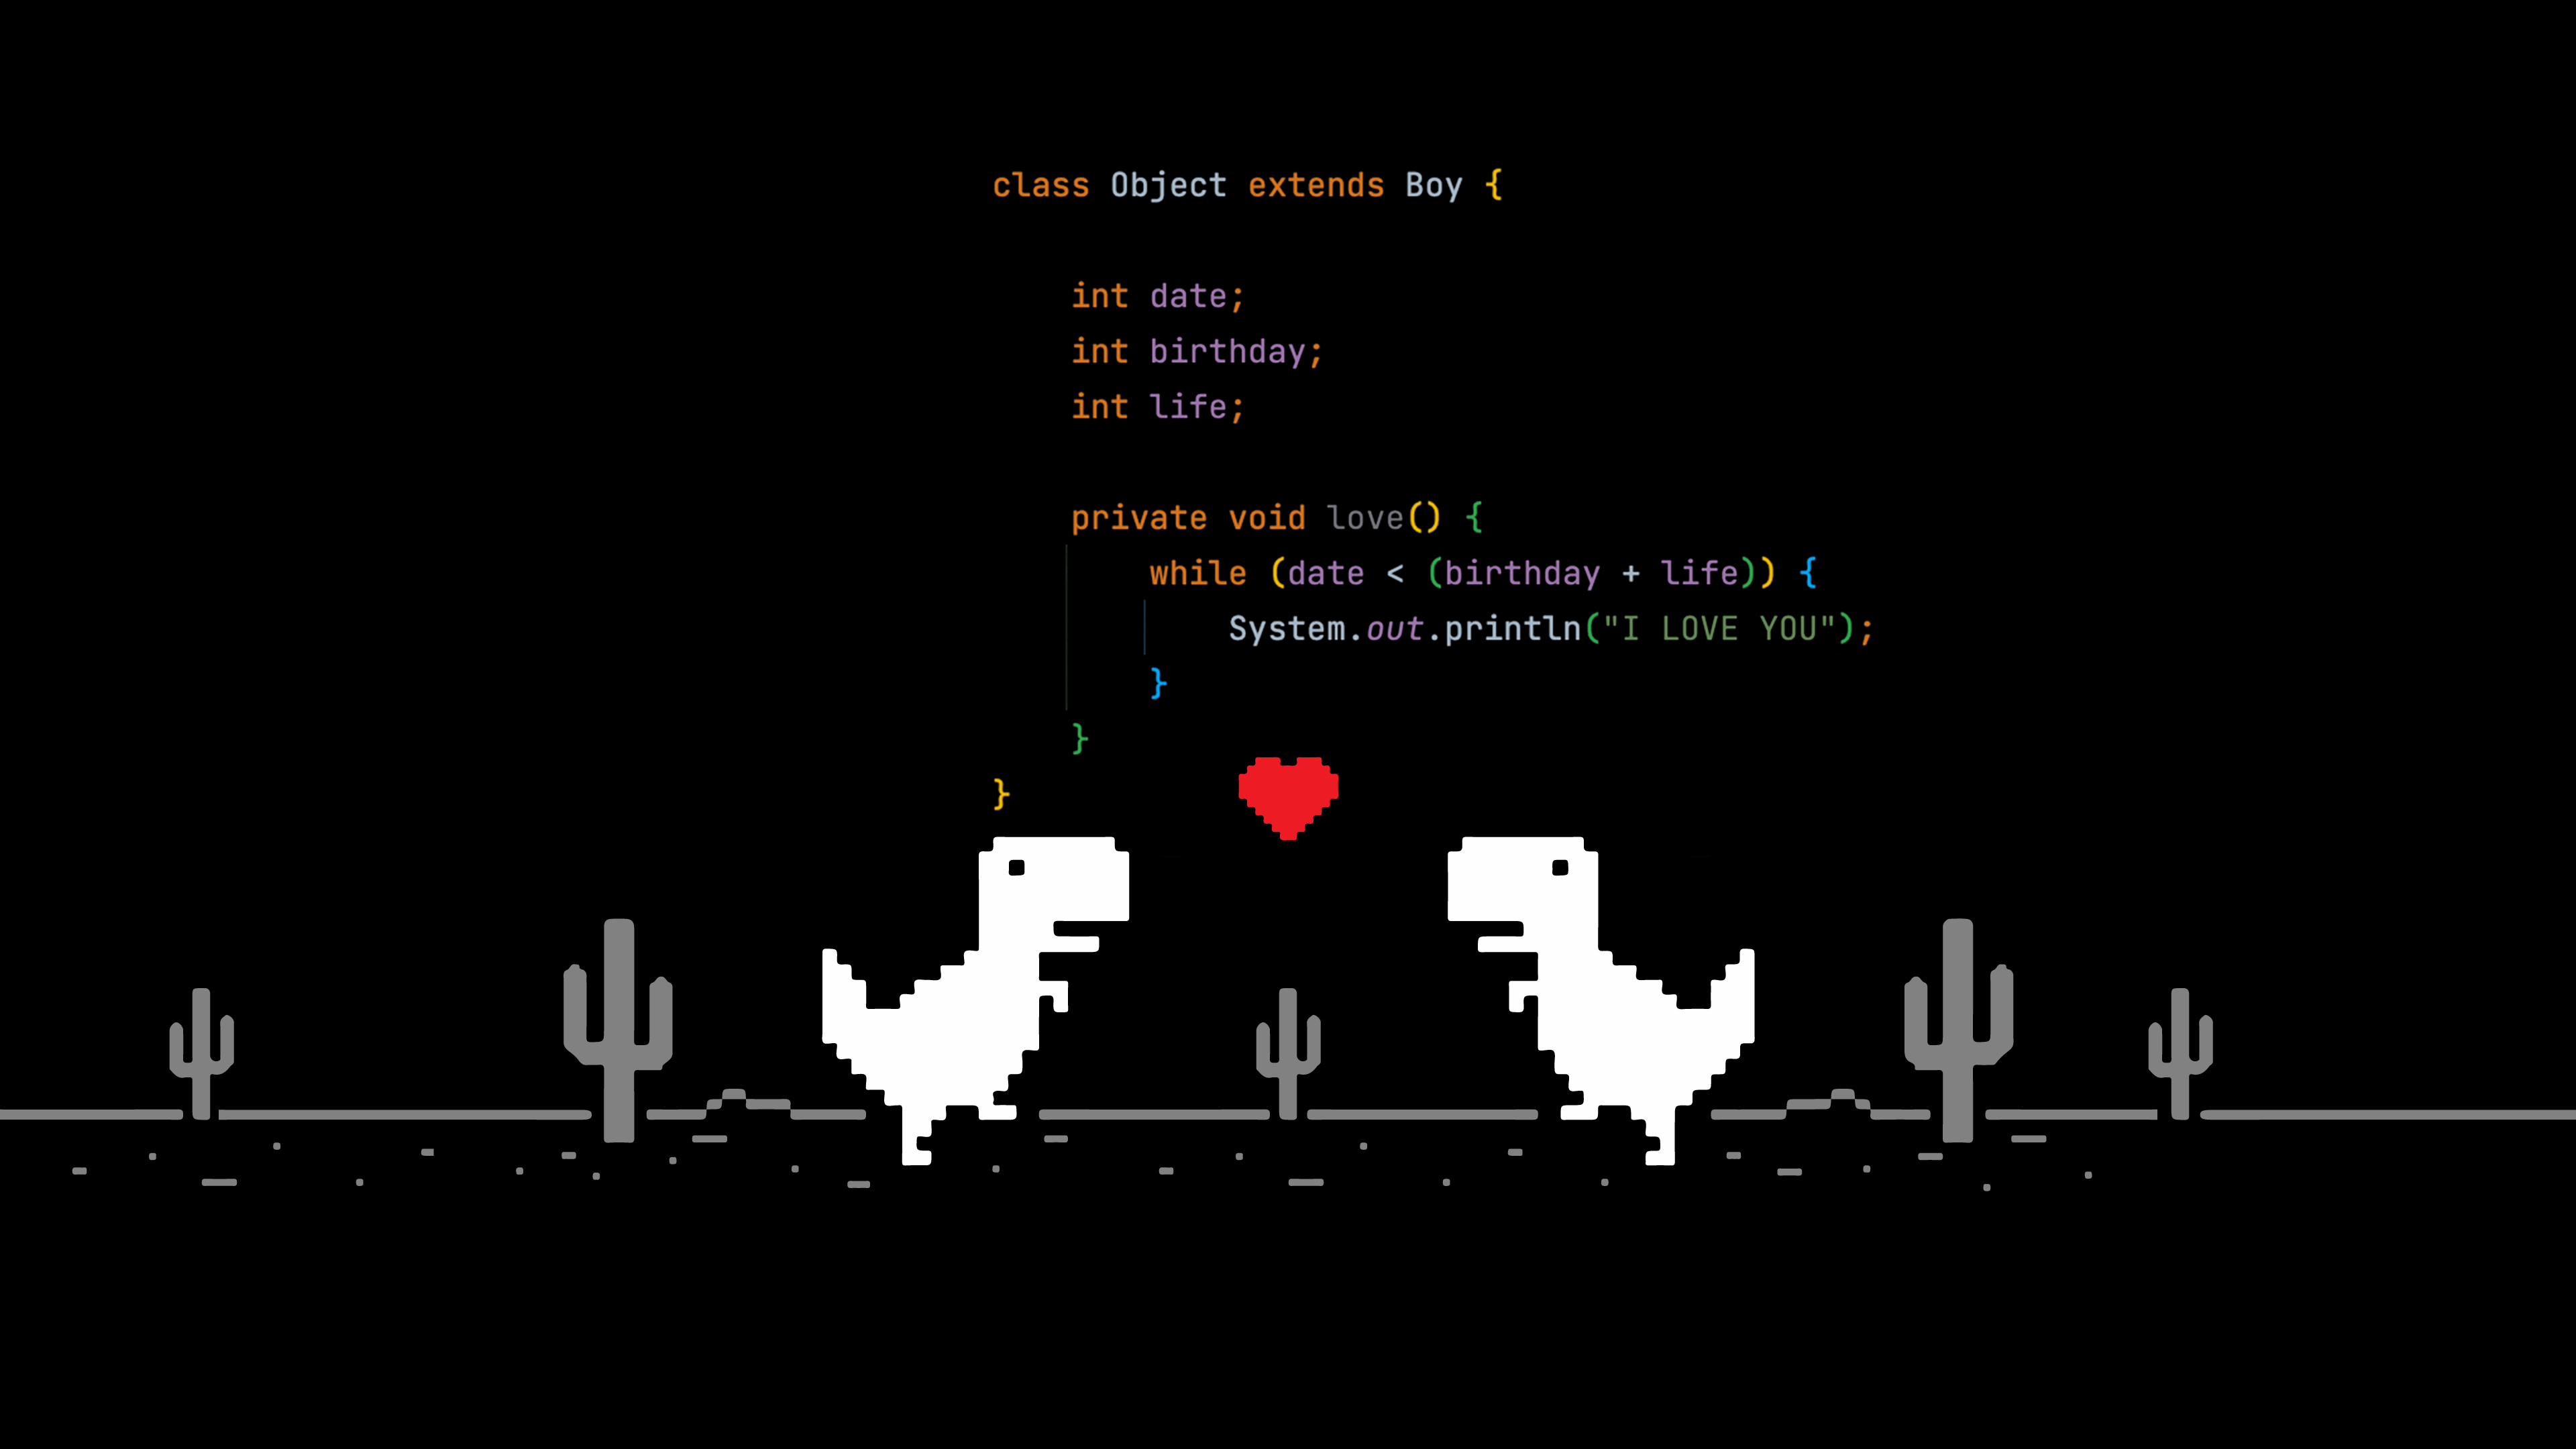 class Object extends Boy {
int date;
int birthday;
int life;
private void love() {
while (date < (birthday + life)) {
System.out.println("I LOVE YOU");
}
}
}